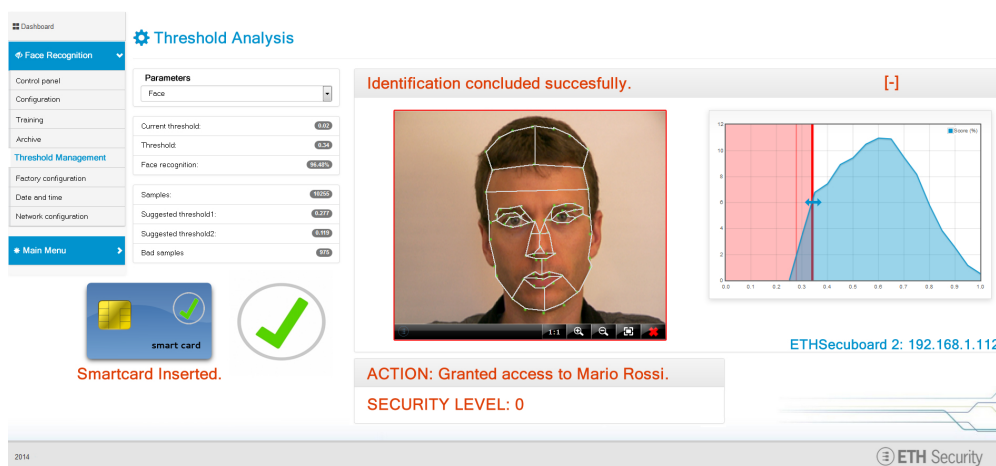 Dashboard
Face Recognition
Control panel
Configuration
Training
Archive
Threshold Management
Factory configuration
Date and time
Network configuration
Main Menu
Threshold Analysis
Parameters
Face
Current threshold: 0.02
Threshold: 0.34
Face recognition: 96.48%
Samples: 10255
Suggested threshold1: 0.277
Suggested threshold2: 0.119
Bad samples 975
smart card
Smartcard Inserted.
Identification concluded succesfully. [-]
1:1
12
10
8
6
4
2
0
0.0 0.1 0.2 0.3 0.4 0.5 0.6 0.7 0.8 0.9 1.0
Score (%)
ETHSecuboard 2: 192.168.1.112
ACTION: Granted access to Mario Rossi.
SECURITY LEVEL: 0
2014
ETH Security